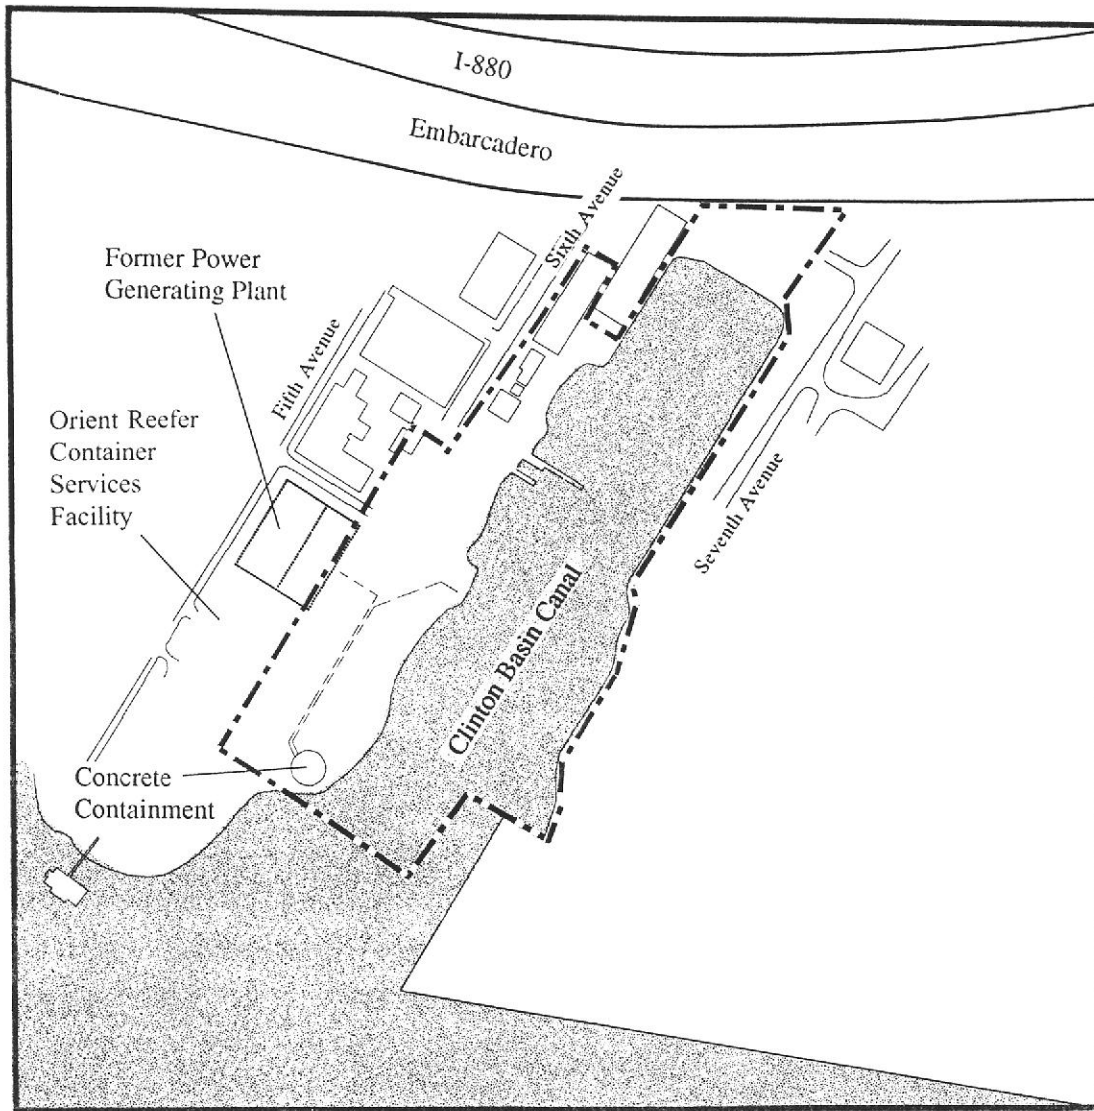 I-880
Embarcadero
Sixth Avenue
Former Power
Generating Plant
Fifth Avenue
Orient Reefer
Container
Services
Facility
Seventh Avenue
Clinton Basin Canal
Concrete
Containment